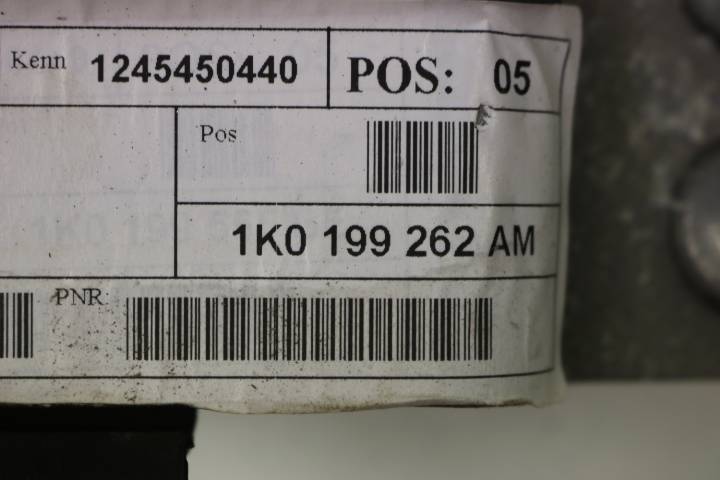 Kenn 1245450440 POS: 05
Pos
1K0 199 262 AM
PNR: